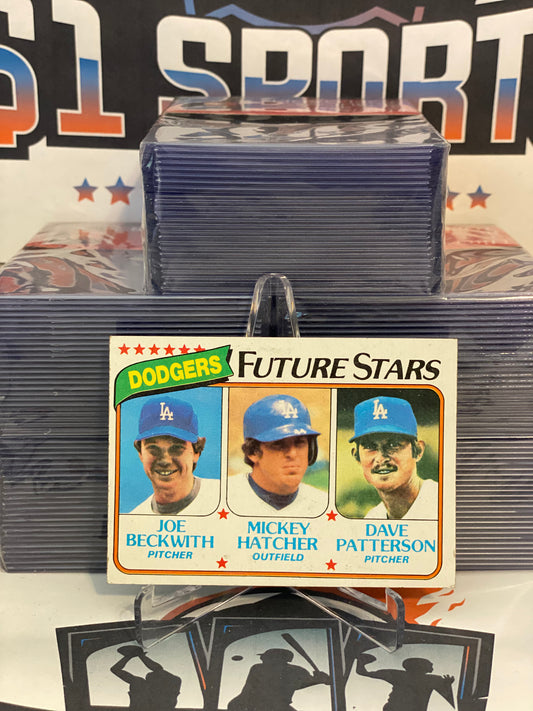 $1 SPORT
DODGERS FUTURE STARS
LA LA LA
JOE BECKWITH PITCHER
MICKEY HATCHER OUTFIELD
DAVE PATTERSON PITCHER